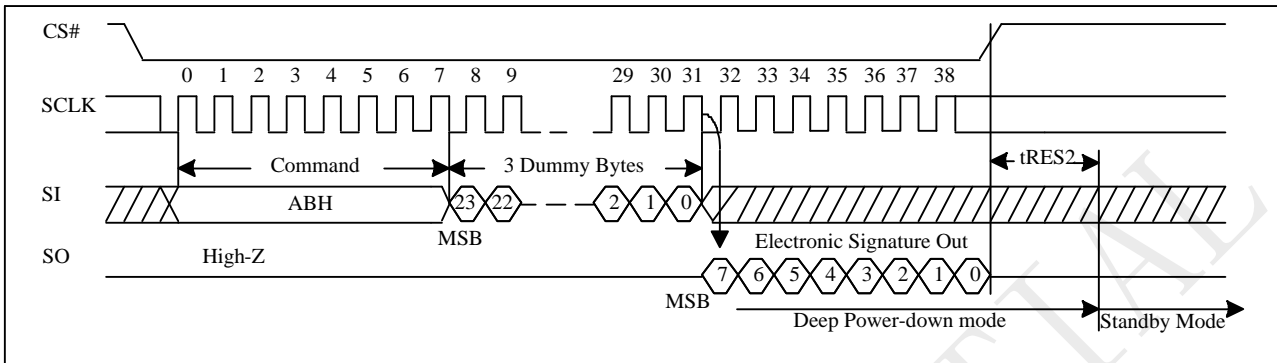 CS#
0 1 2 3 4 5 6 7 8 9 29 30 31 32 33 34 35 36 37 38
SCLK
Command 3 Dummy Bytes tRES2
SI ABH 23 22 2 1 0
MSB Electronic Signature Out
SO High-Z
7 6 5 4 3 2 1 0
MSB
Deep Power-down mode Standby Mode